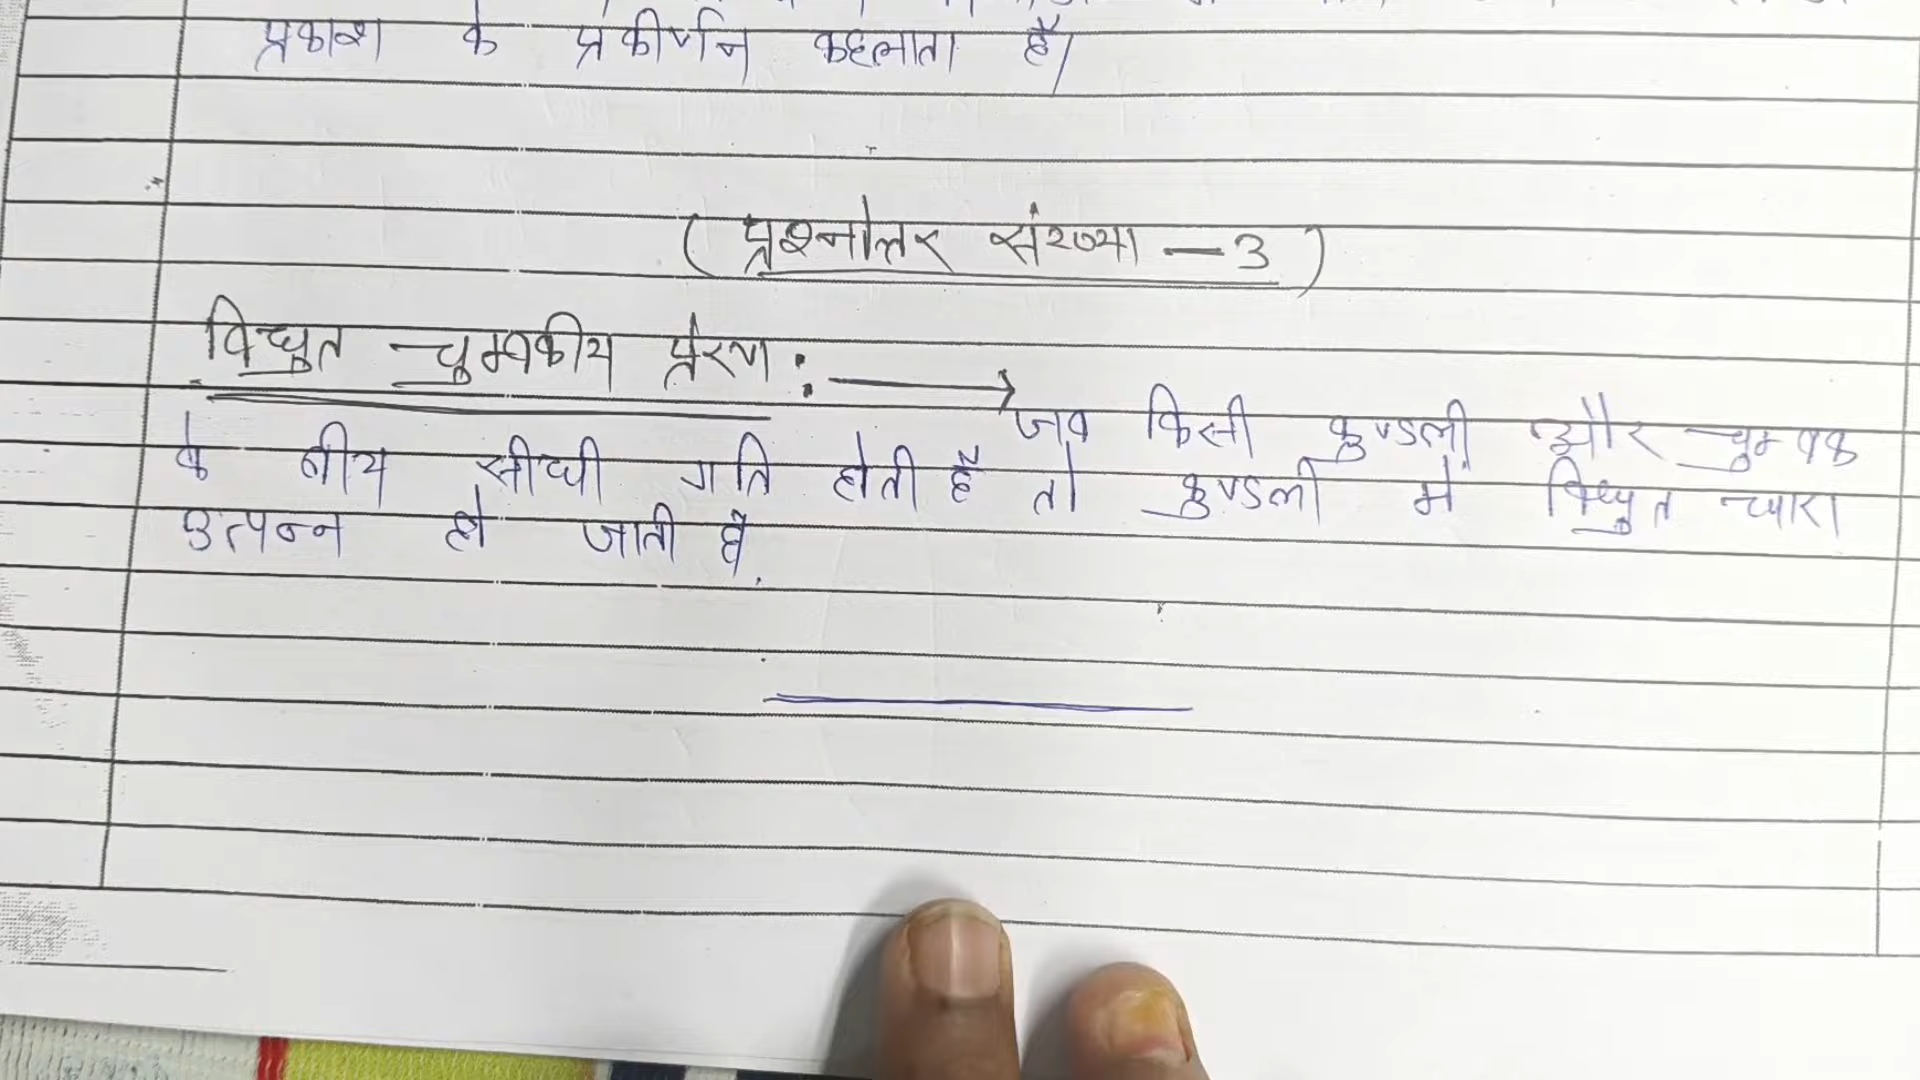 प्रकाश के प्रकीर्णन कहलाता है।
( प्रश्नोत्तर संख्या - 3 )
विधुत चुम्बकीय प्रेरण : →
जब किसी कुण्डली और चुम्बक
के बीच सीधी गति होती है तो कुण्डली में विधुत धारा
उत्पन्न हो जाती है.